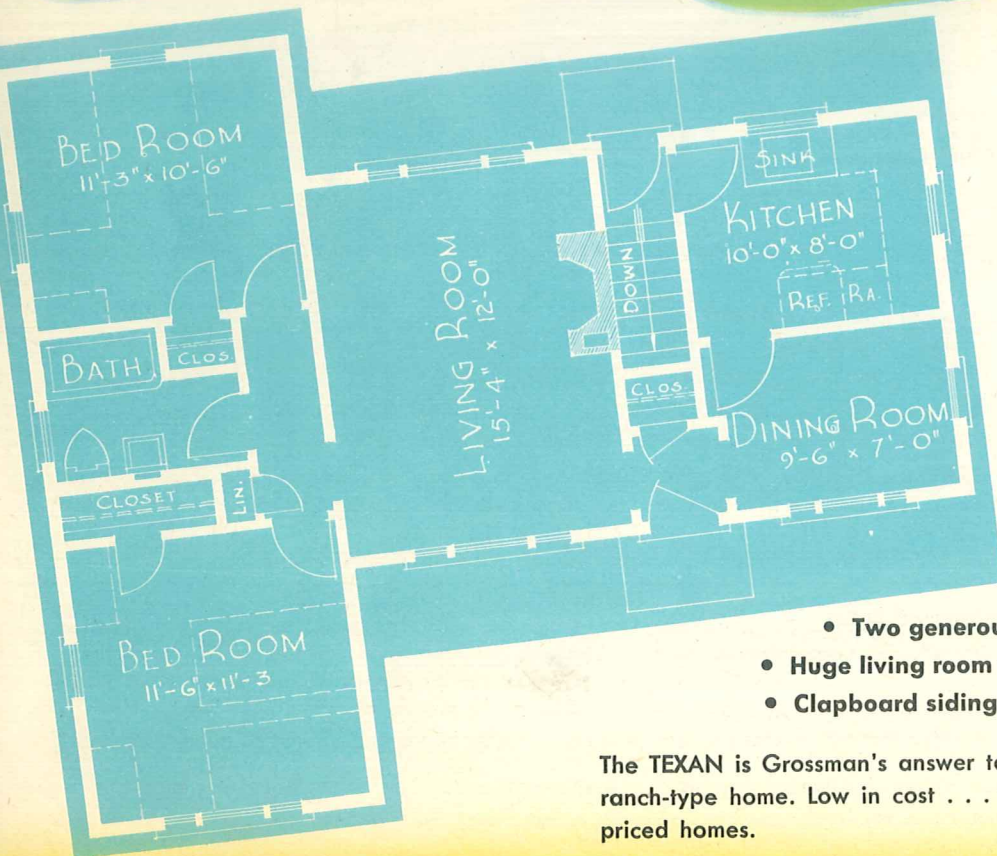 BED ROOM
11'-3" x 10'-6"
BATH
CLOS.
CLOSET
LIN.
BED ROOM
11'-6" x 11'-3
LIVING ROOM
15'-4" x 12'-0"
DOWN
CLOS.
SINK
KITCHEN
10'-0" x 8'-0"
REF. RA.
DINING ROOM
9'-6" x 7'-0"
• Two generou
• Huge living room
• Clapboard siding
The TEXAN is Grossman's answer to
ranch-type home. Low in cost . . .
priced homes.